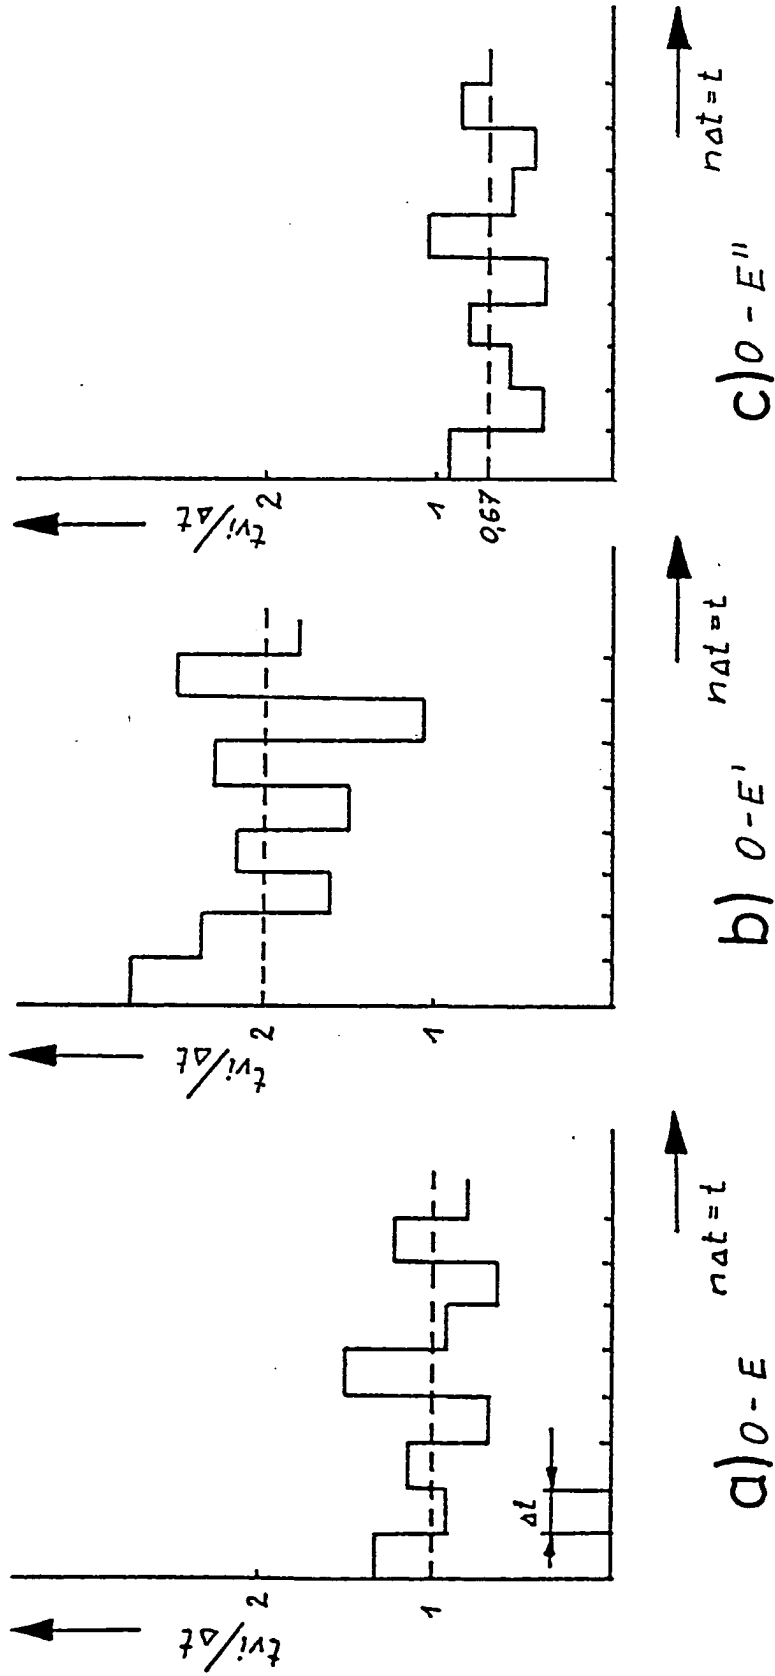 tvi/Δt
2
1
Δt
nΔt=t
a) O-E
tvi/Δt
2
1
nΔt=t
b) O-E'
tvi/Δt
2
1
0,67
nΔt=t
c) O-E"